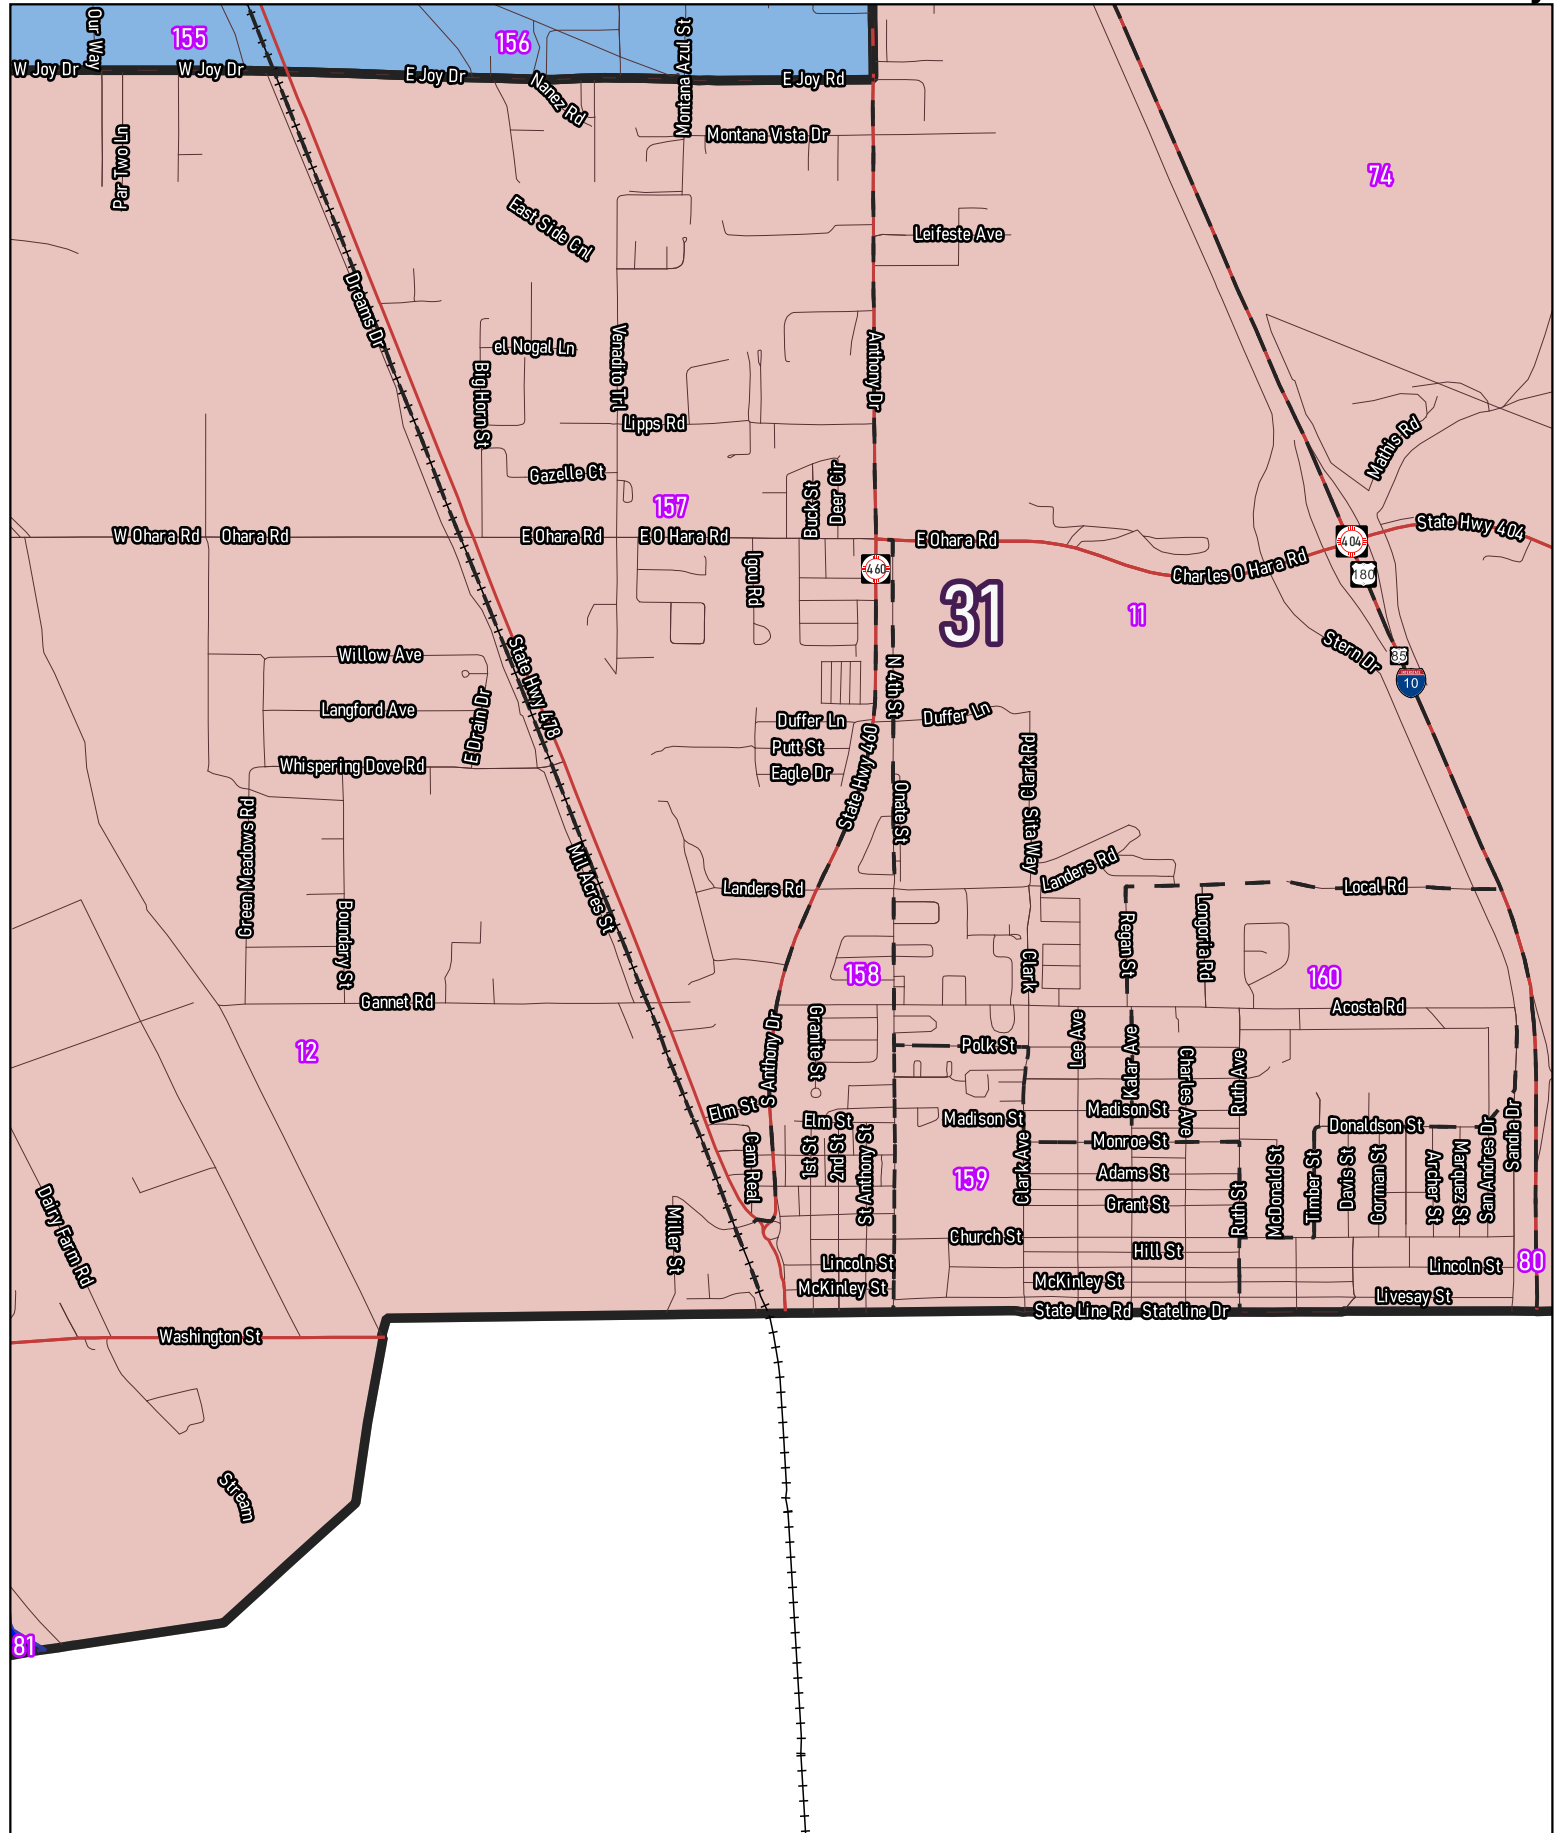 Our Way
155
156
Montana Azul St
W Joy Dr
W Joy Dr
E Joy Dr
E Joy Rd
Nanez Rd
Par Two Ln
Montana Vista Dr
74
East Side Cnl
Leifeste Ave
Dreams Dr
el Nogal Ln
Venadito Trl
Anthony Dr
Big Horn St
Lipps Rd
Mathis Rd
Gazelle Ct
Buck St
Deer Cir
157
W Ohara Rd
Ohara Rd
E Ohara Rd
E O Hara Rd
E Ohara Rd
State Hwy 404
404
Charles O Hara Rd
460
180
Igou Rd
31
11
Stern Dr
85
10
Willow Ave
State Hwy 478
N 4th St
Langford Ave
E Drain Dr
Duffer Ln
Duffer Ln
Putt St
State Hwy 460
Clark Rd
Whispering Dove Rd
Eagle Dr
Onate St
Sita Way
Green Meadows Rd
Mil Acres St
Landers Rd
Landers Rd
Local Rd
Boundary St
Regan St
Longoria Rd
Clark
158
160
Gannet Rd
Acosta Rd
12
S Anthony Dr
Granite St
Polk St
Lee Ave
Kalar Ave
Charles Ave
Ruth Ave
Elm St
Elm St
Madison St
Madison St
Donaldson St
Sandia Dr
Cam Real
1st St
2nd St
St Anthony St
Clark Ave
Monroe St
159
Adams St
Grant St
Ruth St
McDonald St
Timber St
Davis St
Gorman St
Archer St
Marquez St
San Andres Dr
Dairy Farm Rd
Miller St
Church St
Hill St
Lincoln St
Lincoln St
80
McKinley St
McKinley St
Livesay St
State Line Rd
Stateline Dr
Washington St
Stream
81